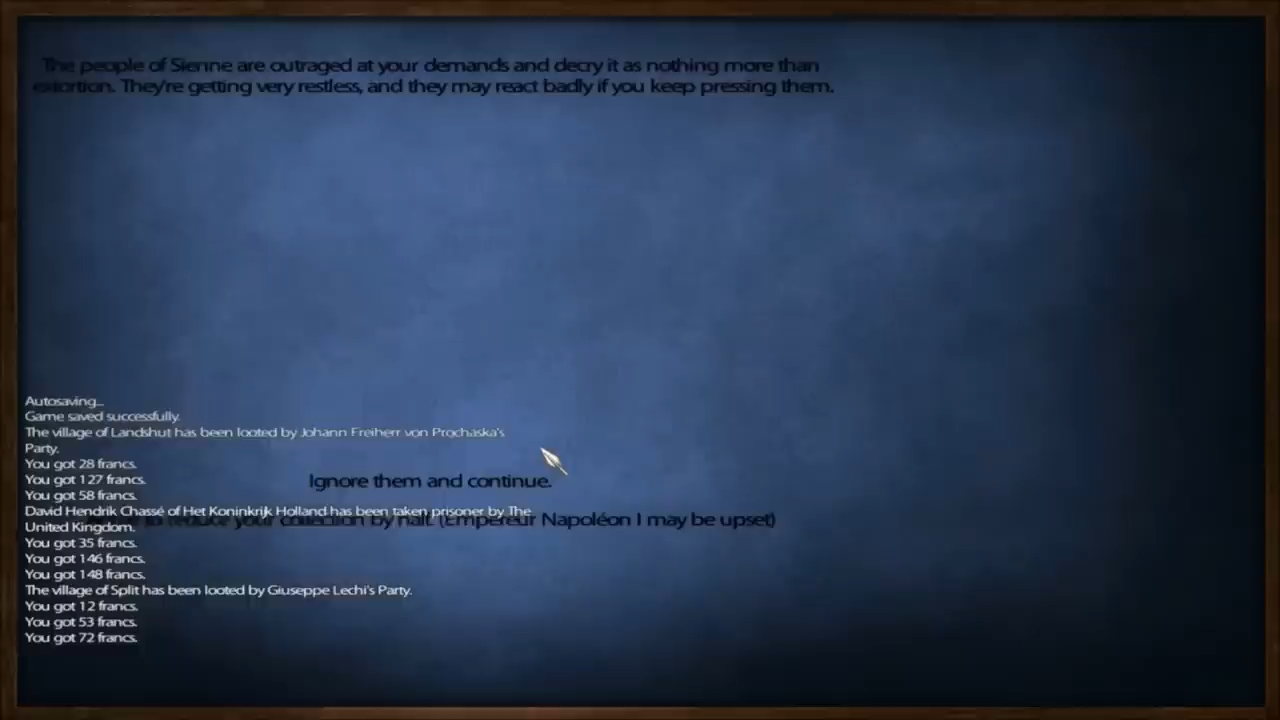 The people of Sienne are outraged at your demands and decry it as nothing more than
extortion. They're getting very restless, and they may react badly if you keep pressing them.
Autosaving...
Game saved successfully.
The village of Landshut has been looted by Johann Freiherr von Prochaska's
Party.
You got 28 francs.
You got 127 francs.
Ignore them and continue.
You got 58 francs.
David Hendrik Chassé of Het Koninkrijk Holland has been taken prisoner by The
to reduce your collection by half. (Empereur Napoléon I may be upset)
United Kingdom.
You got 35 francs.
You got 146 francs.
You got 148 francs.
The village of Split has been looted by Giuseppe Lechi's Party.
You got 12 francs.
You got 53 francs.
You got 72 francs.